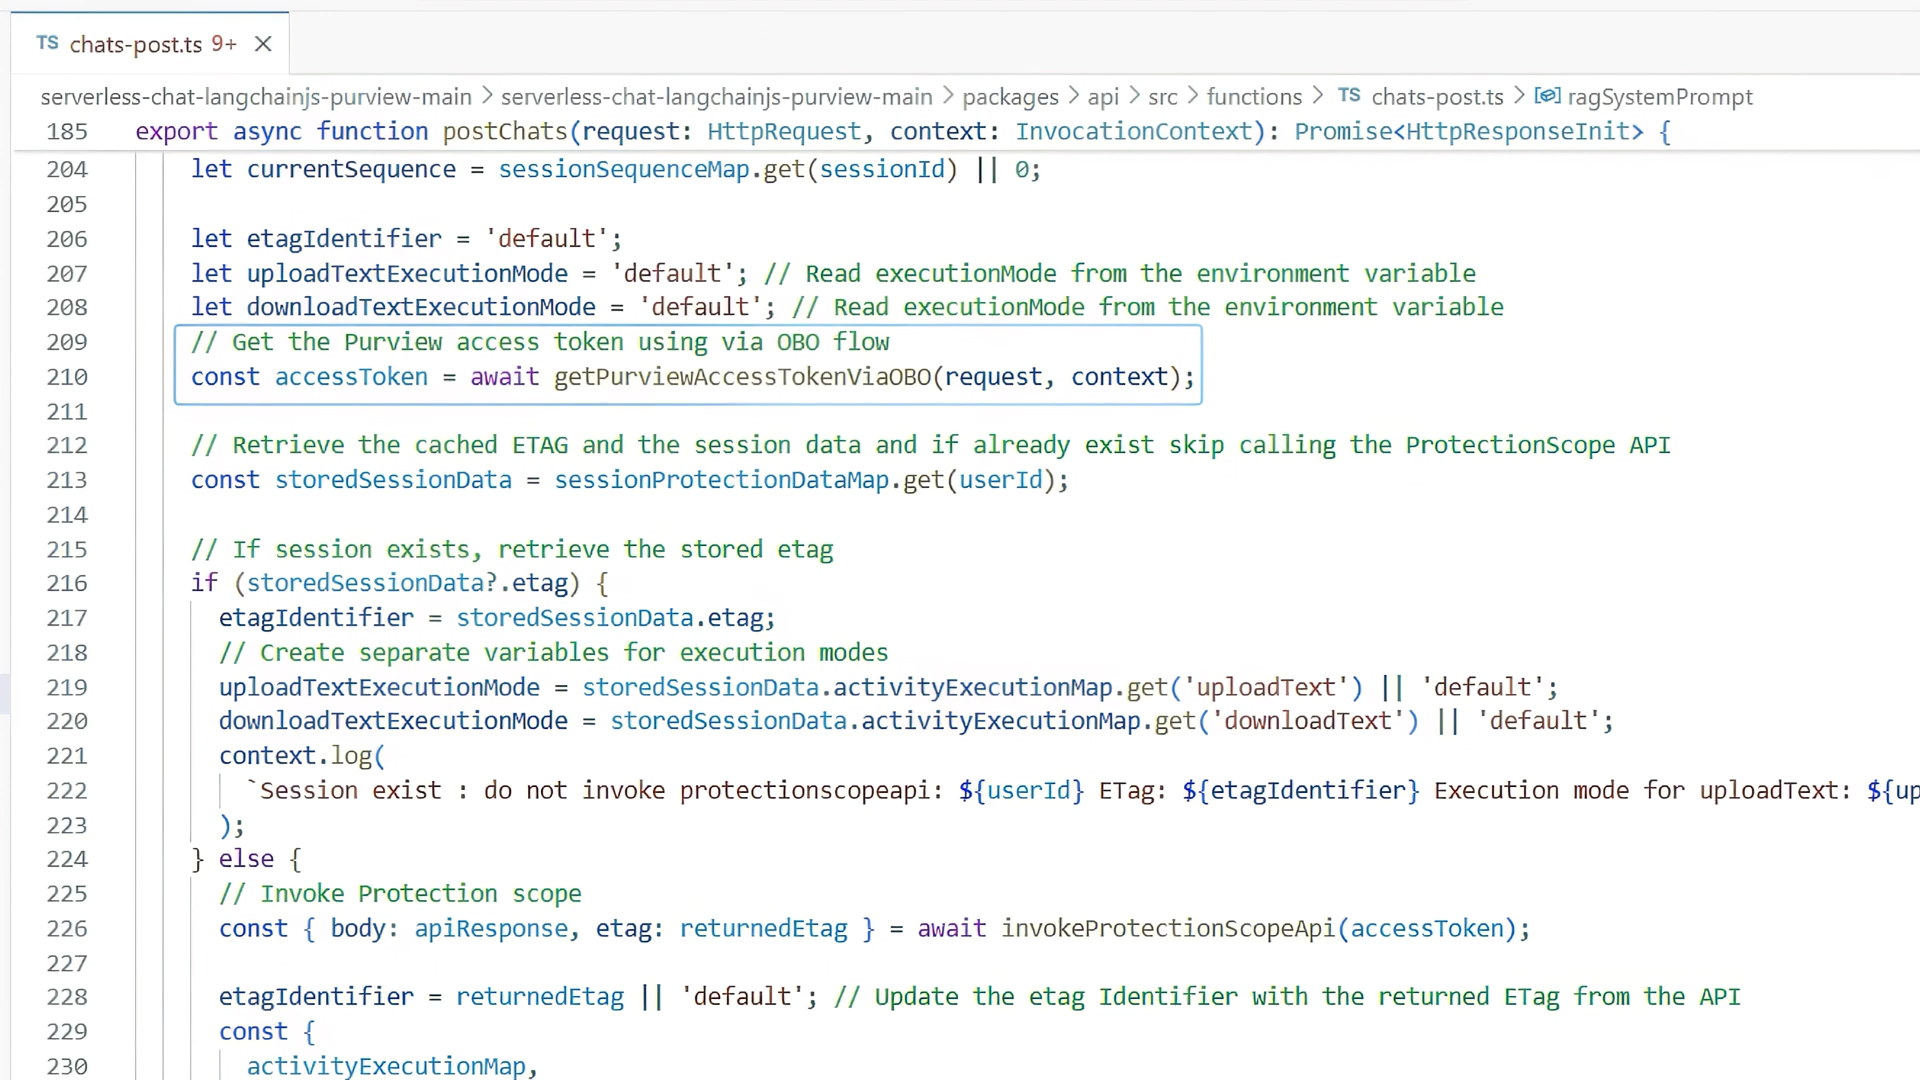 TS chats-post.ts 9+ ×
serverless-chat-langchainjs-purview-main > serverless-chat-langchainjs-purview-main > packages > api > src > functions > TS chats-post.ts > ragSystemPrompt
185 export async function postChats(request: HttpRequest, context: InvocationContext): Promise<HttpResponseInit> {
204 let currentSequence = sessionSequenceMap.get(sessionId) || 0;
205
206 let etagIdentifier = 'default';
207 let uploadTextExecutionMode = 'default'; // Read executionMode from the environment variable
208 let downloadTextExecutionMode = 'default'; // Read executionMode from the environment variable
209 // Get the Purview access token using via OBO flow
210 const accessToken = await getPurviewAccessTokenViaOBO(request, context);
211
212 // Retrieve the cached ETAG and the session data and if already exist skip calling the ProtectionScope API
213 const storedSessionData = sessionProtectionDataMap.get(userId);
214
215 // If session exists, retrieve the stored etag
216 if (storedSessionData?.etag) {
217 etagIdentifier = storedSessionData.etag;
218 // Create separate variables for execution modes
219 uploadTextExecutionMode = storedSessionData.activityExecutionMap.get('uploadText') || 'default';
220 downloadTextExecutionMode = storedSessionData.activityExecutionMap.get('downloadText') || 'default';
221 context.log(
222 `Session exist : do not invoke protectionscopeapi: ${userId} ETag: ${etagIdentifier} Execution mode for uploadText: ${up
223 );
224 } else {
225 // Invoke Protection scope
226 const { body: apiResponse, etag: returnedEtag } = await invokeProtectionScopeApi(accessToken);
227
228 etagIdentifier = returnedEtag || 'default'; // Update the etag Identifier with the returned ETag from the API
229 const {
230 activityExecutionMap,